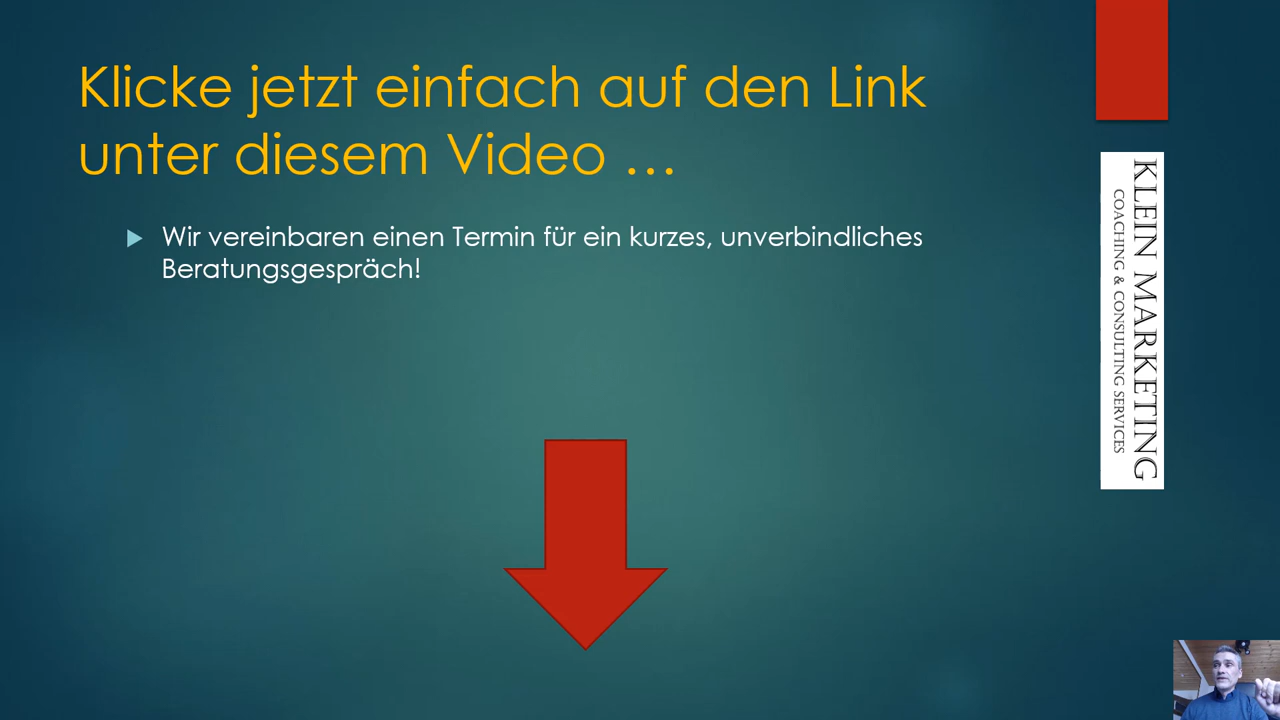 Klicke jetzt einfach auf den Link
unter diesem Video …
Wir vereinbaren einen Termin für ein kurzes, unverbindliches
Beratungsgespräch!
KLEIN MARKETING
COACHING & CONSULTING SERVICES